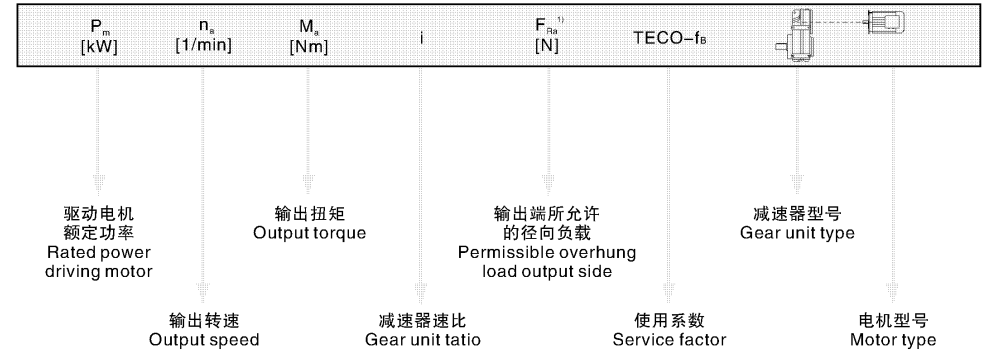 Pm nₐ Mₐ FRa1)
[kW] [1/min] [Nm] i [N] TECO–fB
驱动电机
额定功率
Rated power
driving motor
输出转速
Output speed
输出扭矩
Output torque
减速器速比
Gear unit tatio
输出端所允许
的径向负载
Permissible overhung
load output side
使用系数
Service factor
减速器型号
Gear unit type
电机型号
Motor type